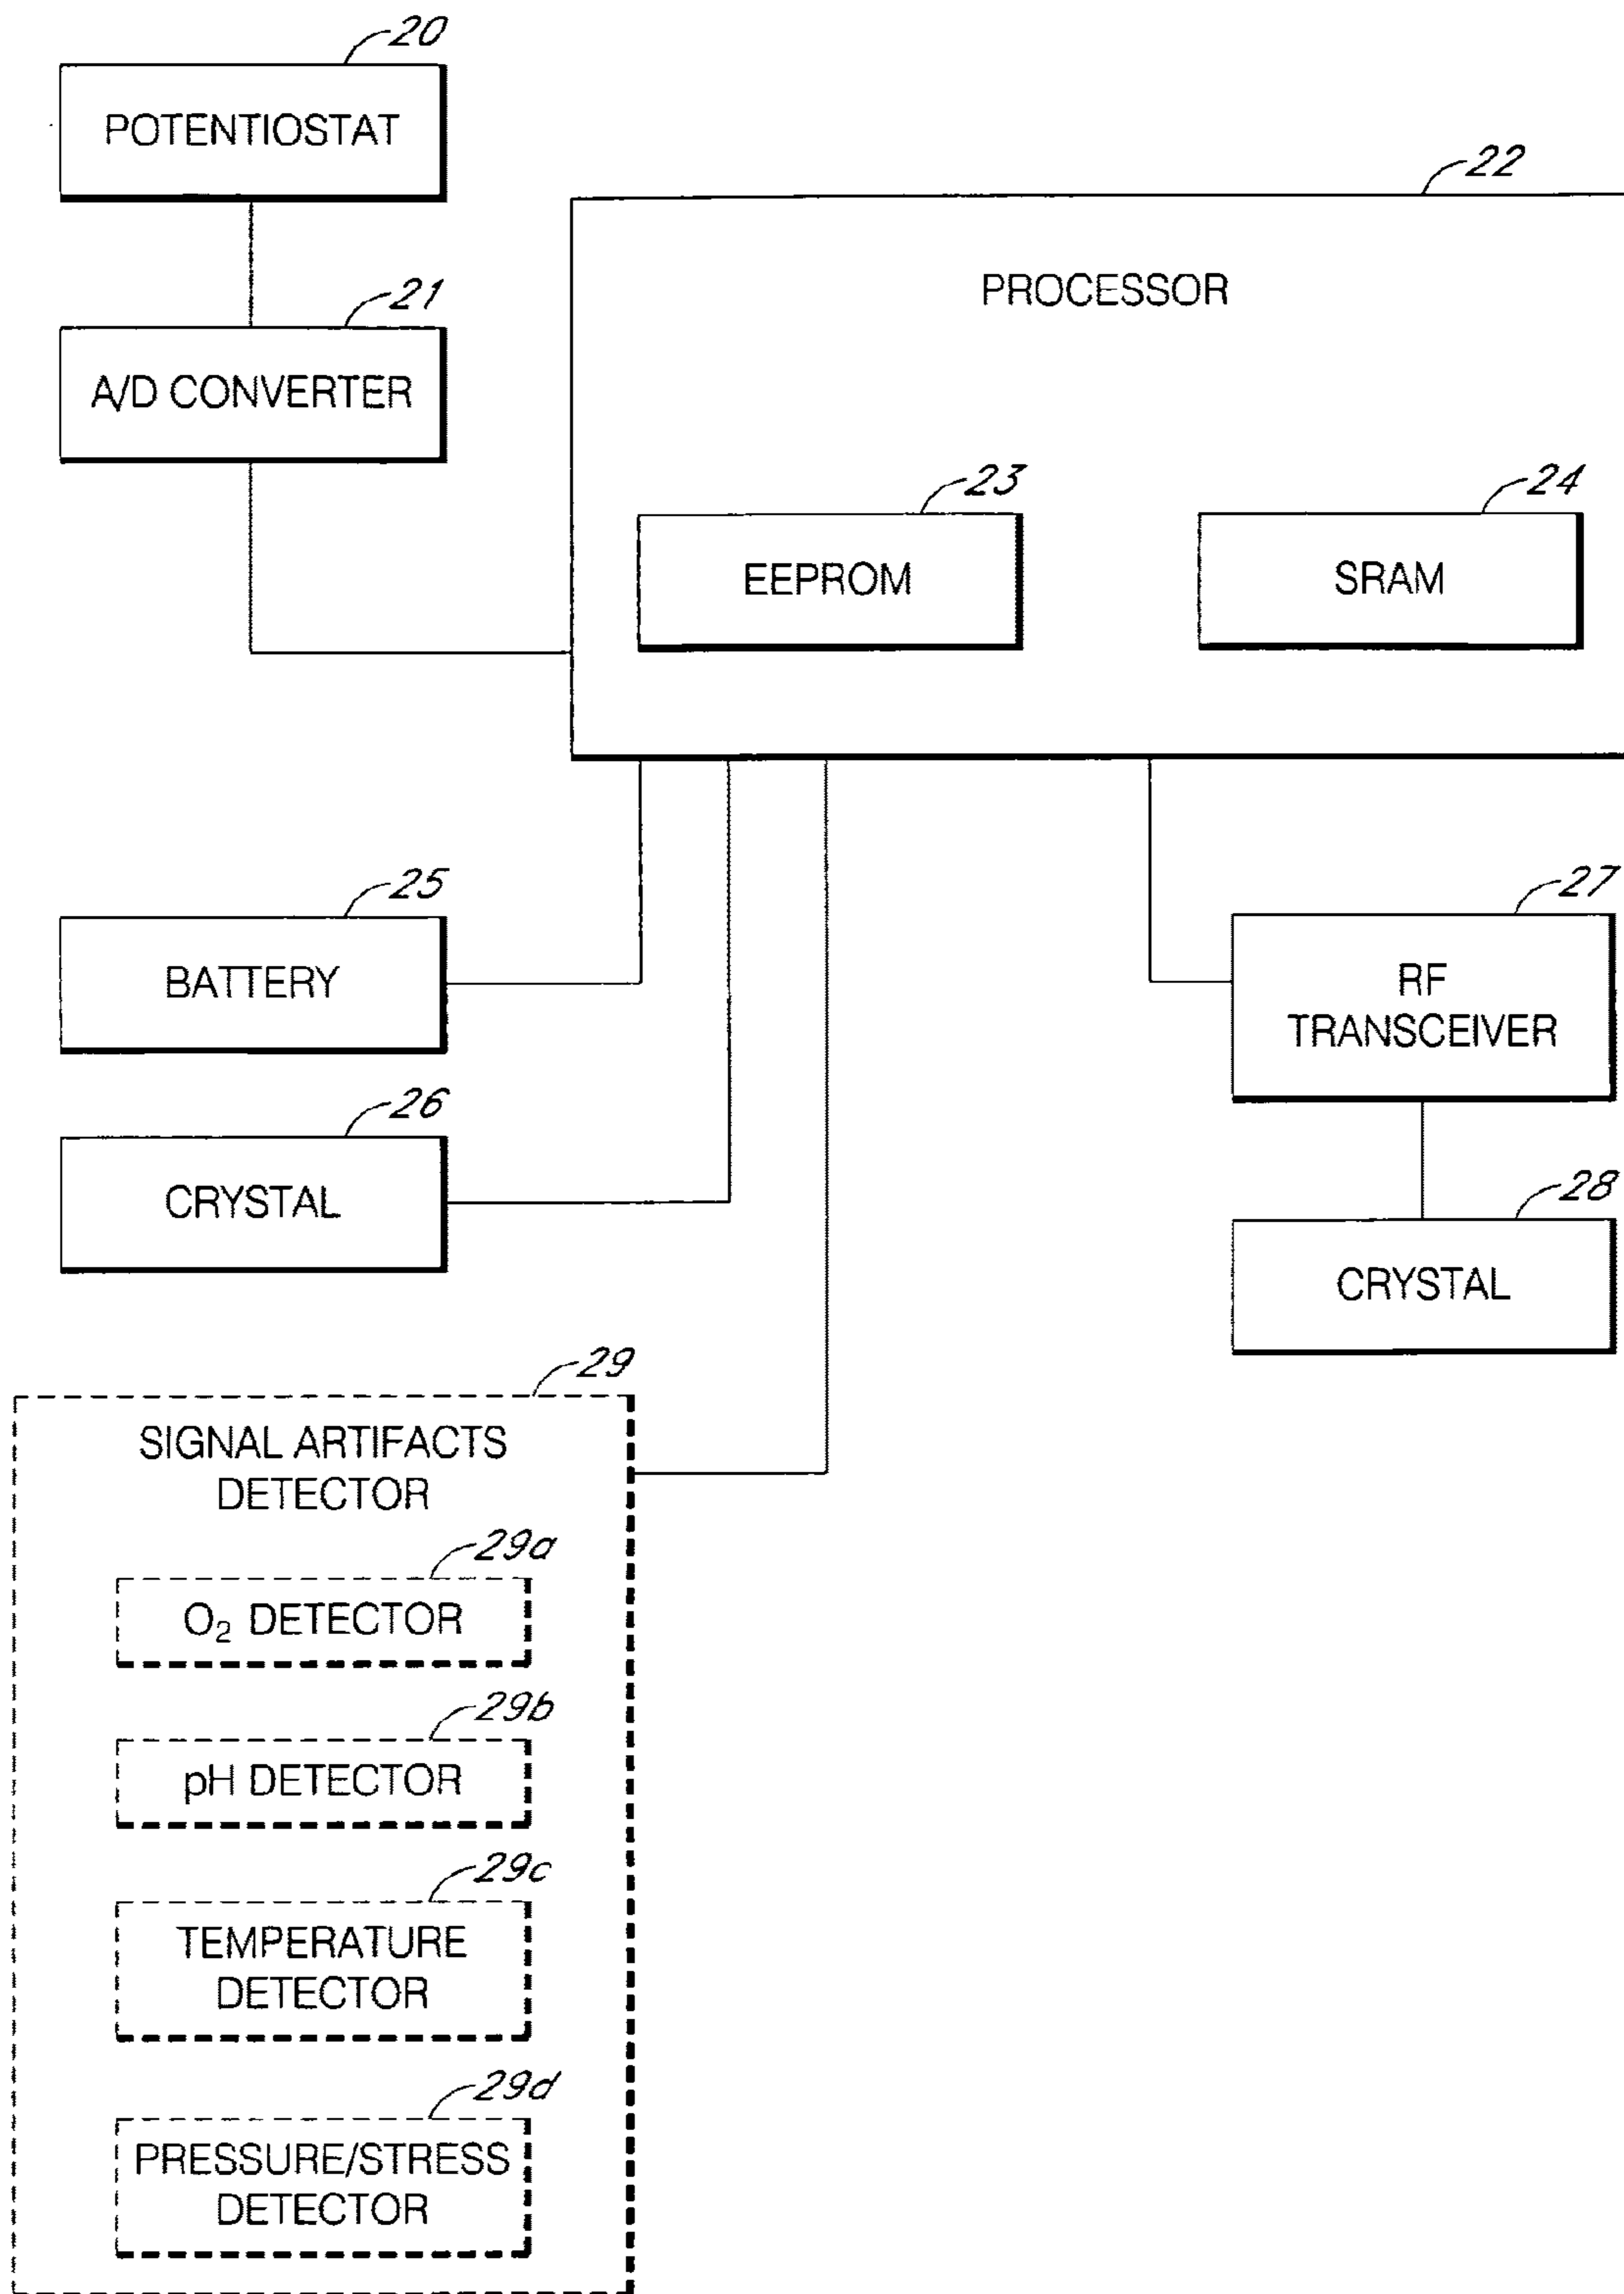 20
POTENTIOSTAT
22
PROCESSOR
21
A/D CONVERTER
23
EEPROM
24
SRAM
25
BATTERY
27
RF
TRANSCEIVER
26
CRYSTAL
28
CRYSTAL
29
SIGNAL ARTIFACTS
DETECTOR
29a
O₂ DETECTOR
29b
pH DETECTOR
29c
TEMPERATURE
DETECTOR
29d
PRESSURE/STRESS
DETECTOR